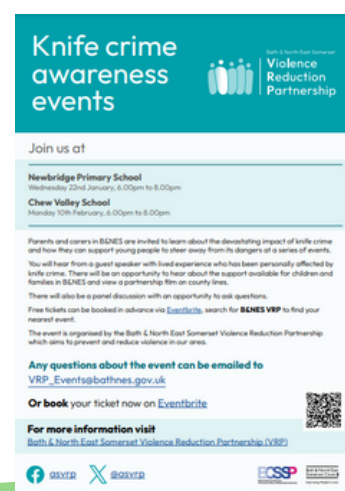 Knife crime
awareness
events
Bath & North East Somerset
Violence
Reduction
Partnership
Join us at
Newbridge Primary School
Wednesday 22nd January, 6.00pm to 8.00pm
Chew Valley School
Monday 10th February, 6.00pm to 8.00pm
Parents and carers in B&NES are invited to learn about the devastating impact of knife crime
and how they can support young people to steer away from its dangers at a series of events.
You will hear from a guest speaker with lived experience who has been personally affected by
knife crime. There will be an opportunity to hear about the support available for children and
families in B&NES and view a partnership film on county lines.
There will also be a panel discussion with an opportunity to ask questions.
Free tickets can be booked in advance via Eventbrite, search for B&NES VRP to find your
nearest event.
The event is organised by the Bath & North East Somerset Violence Reduction Partnership
which aims to prevent and reduce violence in our area.
Any questions about the event can be emailed to
VRP_Events@bathnes.gov.uk
Or book your ticket now on Eventbrite
For more information visit
Bath & North East Somerset Violence Reduction Partnership (VRP)
@svrp @asvrp
BCSSP
Bath & North East
Somerset Council